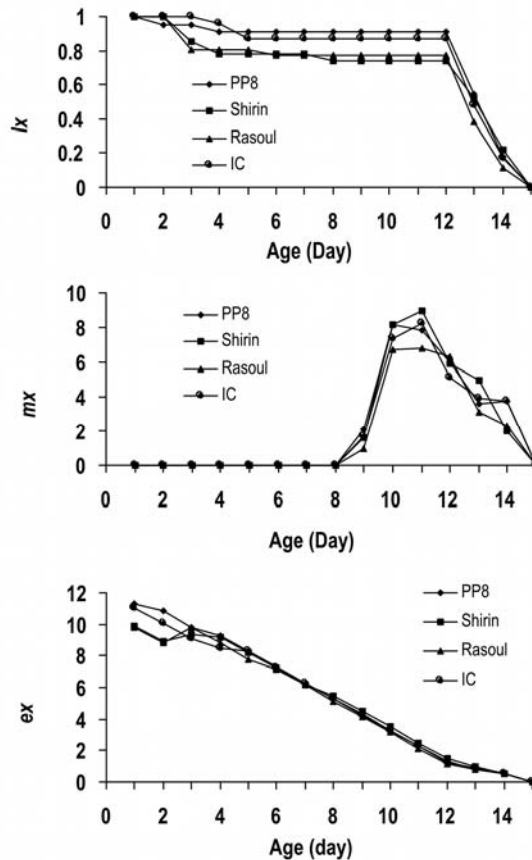 1
0.8
0.6
0.4
0.2
0
lx
PP8
Shirin
Rasoul
IC
0 2 4 6 8 10 12 14
Age (Day)
10
8
6
4
2
0
mx
PP8
Shirin
Rasoul
IC
0 2 4 6 8 10 12 14
Age (Day)
12
10
8
6
4
2
0
ex
PP8
Shirin
Rasoul
IC
0 2 4 6 8 10 12 14
Age (day)